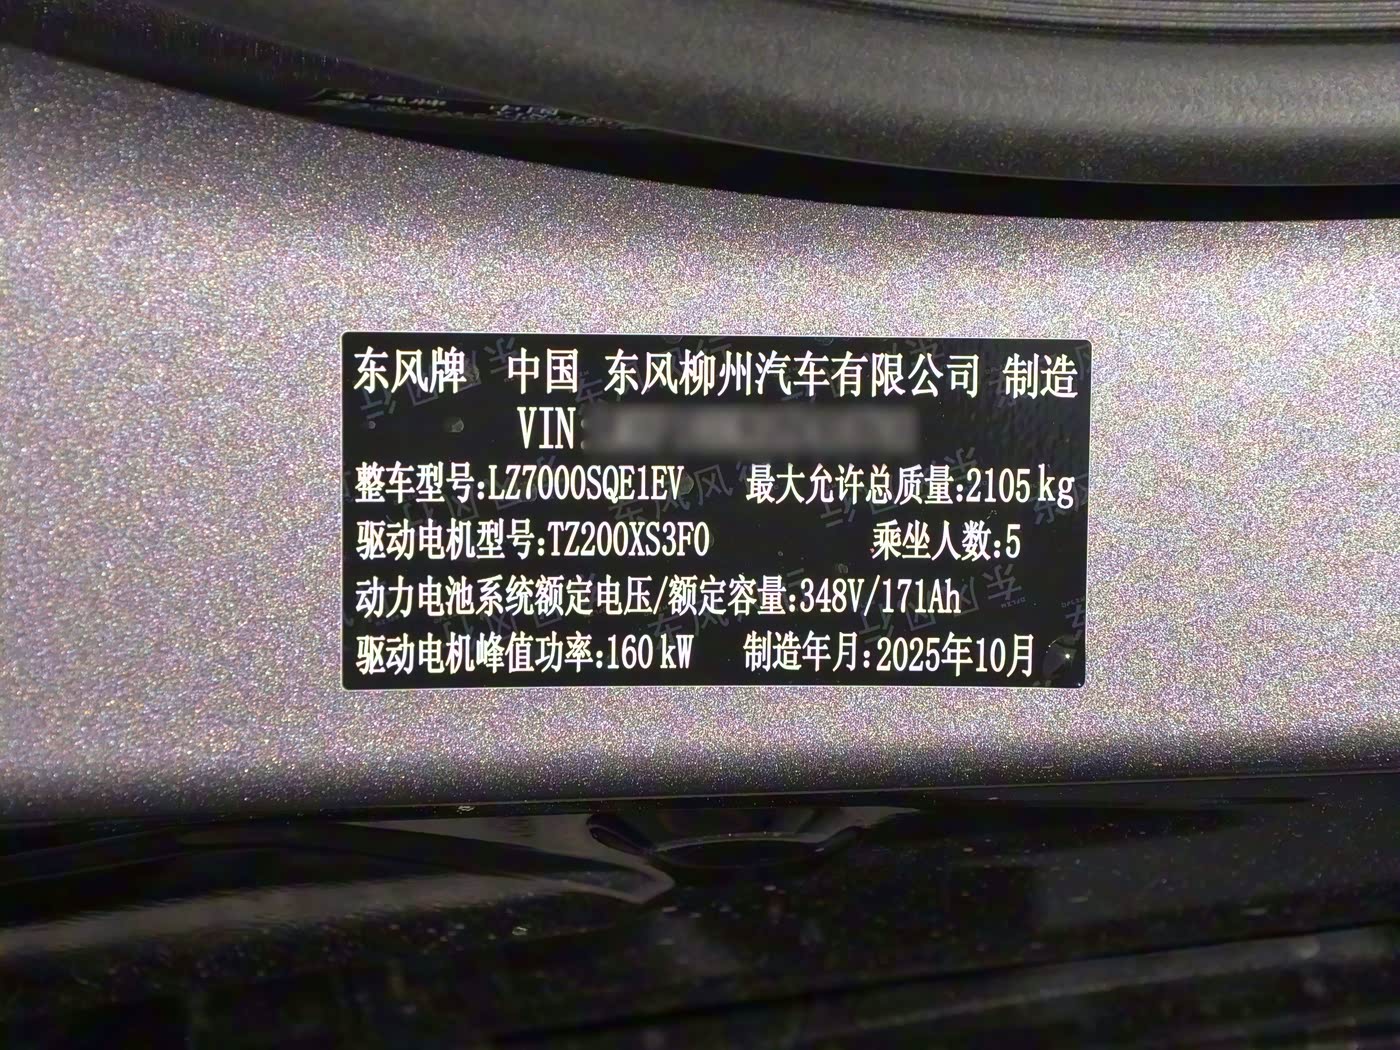 东风牌 中国 东风柳州汽车有限公司 制造
VIN:
整车型号:LZ7000SQE1EV 最大允许总质量:2105kg
驱动电机型号:TZ200XS3F0 乘坐人数:5
动力电池系统额定电压/额定容量:348V/171Ah
驱动电机峰值功率:160kW 制造年月:2025年10月